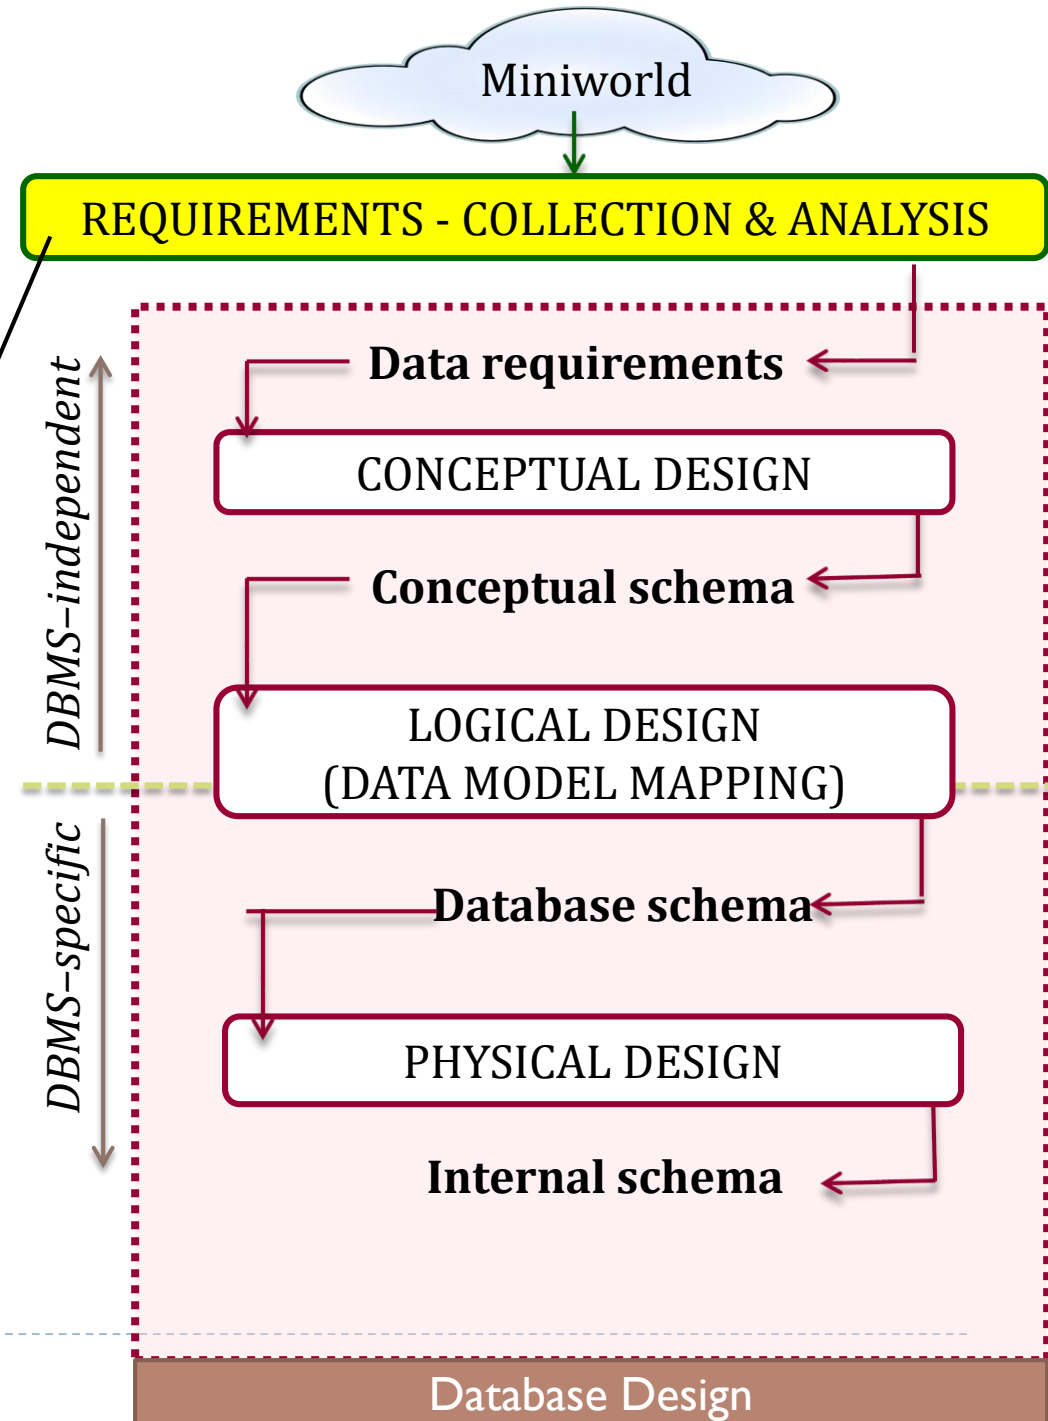 Miniworld
REQUIREMENTS - COLLECTION & ANALYSIS
Data requirements
CONCEPTUAL DESIGN
Conceptual schema
DBMS–independent
LOGICAL DESIGN
(DATA MODEL MAPPING)
Database schema
DBMS–specific
PHYSICAL DESIGN
Internal schema
Database Design